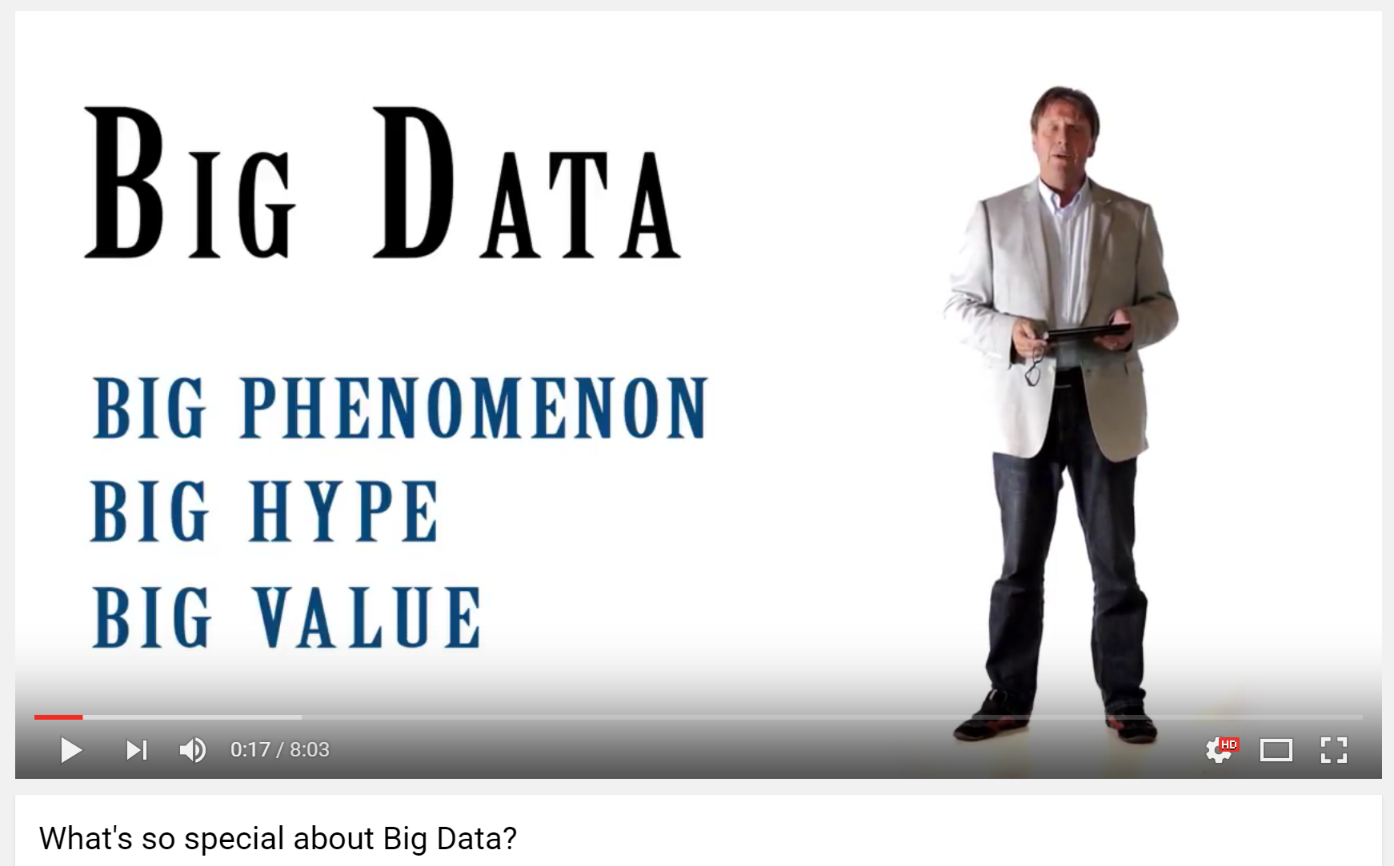 Big Data
BIG PHENOMENON
BIG HYPE
BIG VALUE
0:17 / 8:03
HD
What's so special about Big Data?